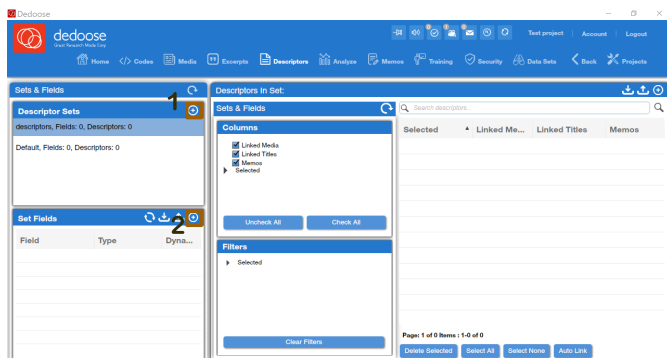 Dedoose
dedoose
Great Research Made Easy
Test project | Account | Logout
Home </> Codes Media Excerpts Descriptors Analyze Memos Training Security Data Sets Back Projects
Sets & Fields
Descriptors In Set:
1
Descriptor Sets
descriptors, Fields: 0, Descriptors: 0
Default, Fields: 0, Descriptors: 0
2
Set Fields
Field Type Dyna...
Sets & Fields
Columns
Linked Media
Linked Titles
Memos
Selected
Uncheck All Check All
Filters
Selected
Clear Filters
Search descriptors...
Selected Linked Me... Linked Titles Memos
Page: 1 of 0 Items : 1-0 of 0
Delete Selected Select All Select None Auto Link